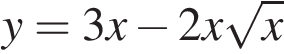 y = 3x − 2x√x